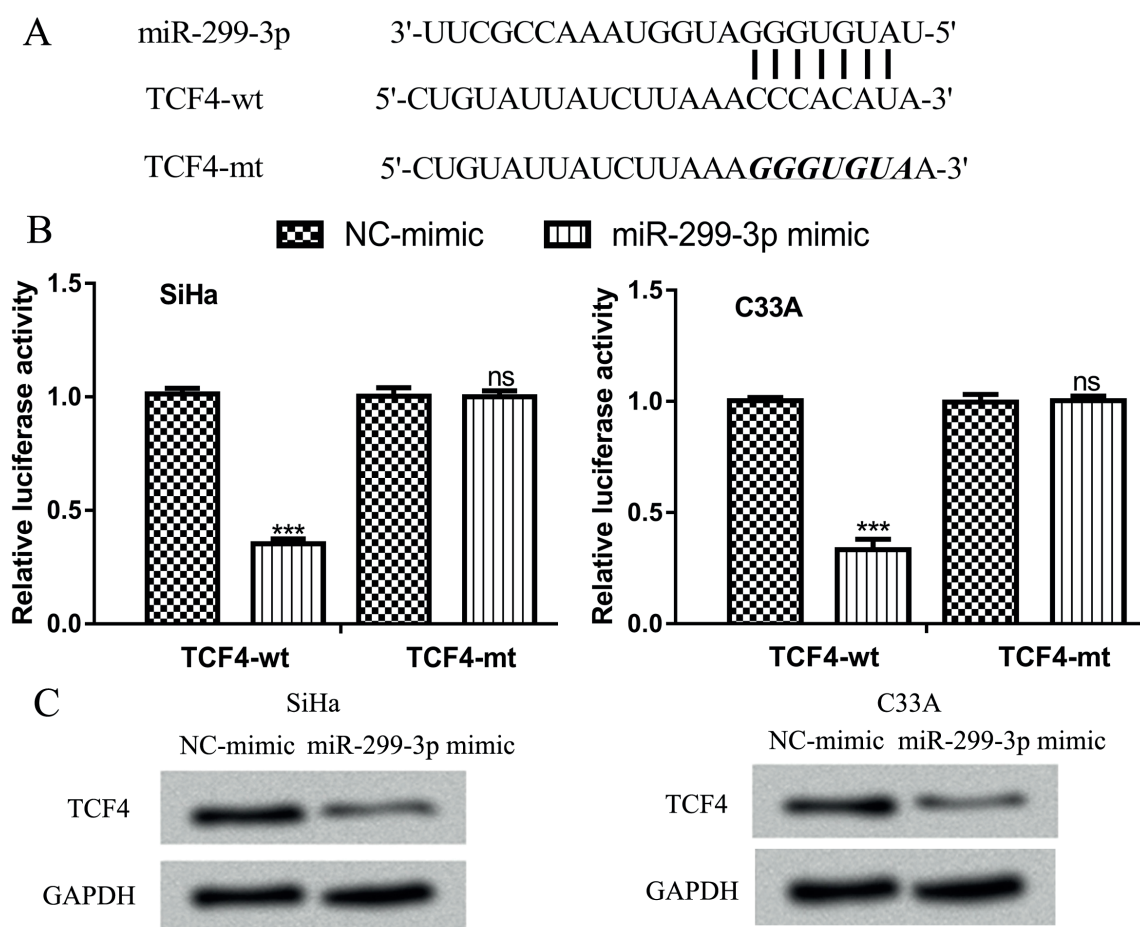 A
miR-299-3p 3'-UUCGCCAAAUGGUAGGGUGUAU-5'
TCF4-wt 5'-CUGUAUUAUCUUAAACCCACAUA-3'
TCF4-mt 5'-CUGUAUUAUCUUAAAGGGUGUAA-3'
B
NC-mimic miR-299-3p mimic
SiHa
Relative luciferase activity
1.5
1.0
0.5
0.0
***
ns
TCF4-wt TCF4-mt
C33A
Relative luciferase activity
1.5
1.0
0.5
0.0
***
ns
TCF4-wt TCF4-mt
C
SiHa
NC-mimic miR-299-3p mimic
TCF4
GAPDH
C33A
NC-mimic miR-299-3p mimic
TCF4
GAPDH